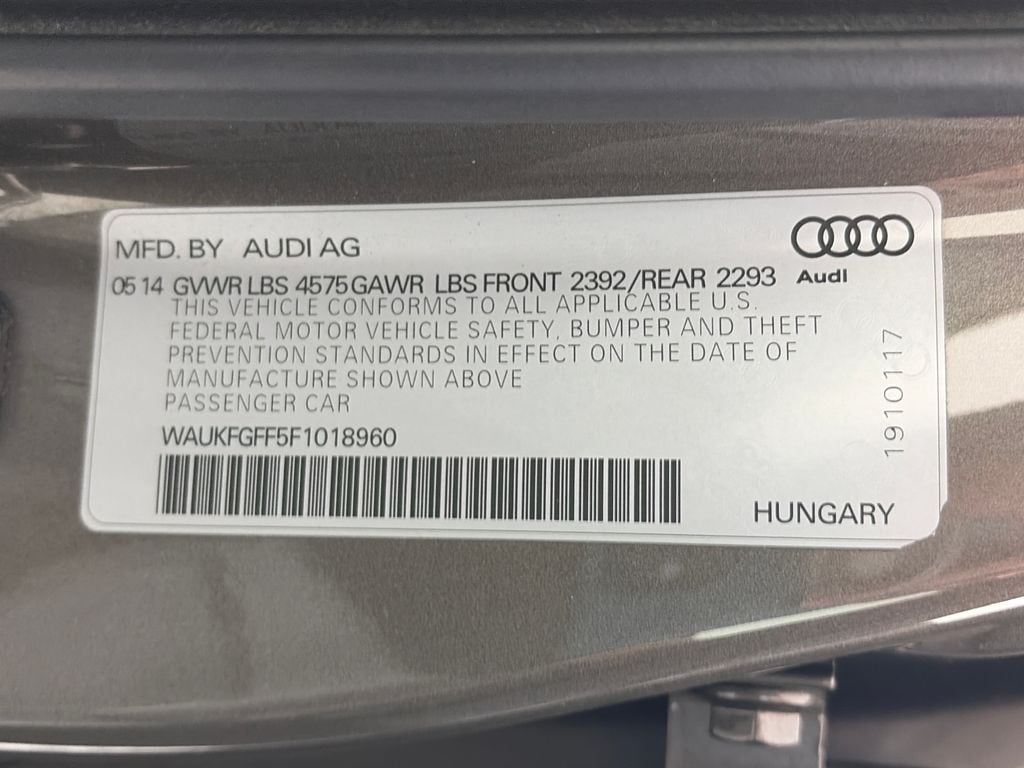 MFD. BY AUDI AG
05 14 GVWR LBS 4575 GAWR LBS FRONT 2392/REAR 2293
Audi
THIS VEHICLE CONFORMS TO ALL APPLICABLE U.S.
FEDERAL MOTOR VEHICLE SAFETY, BUMPER AND THEFT
PREVENTION STANDARDS IN EFFECT ON THE DATE OF
MANUFACTURE SHOWN ABOVE
PASSENGER CAR
WAUKFGFF5F1018960
1910117
HUNGARY